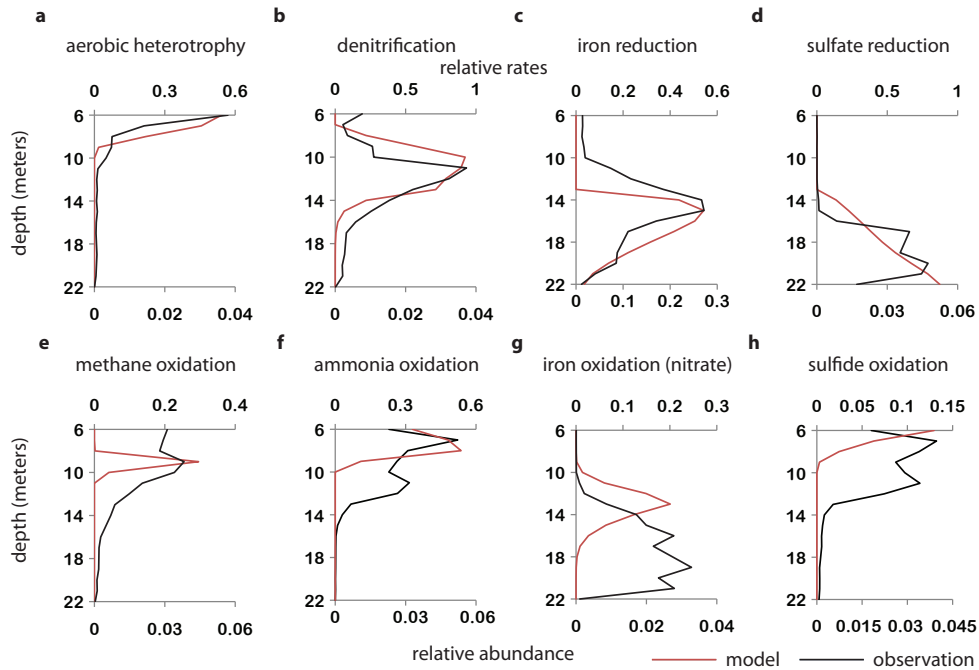 a b c d
aerobic heterotrophy denitrification iron reduction sulfate reduction
relative rates
0 0.3 0.6 0 0.5 1 0 0.3 0.6 0 0.5 1
6 6 6 6
10 10 10 10
14 14 14 14
18 18 18 18
22 22 22 22
depth (meters)
0 0.02 0.04 0 0.02 0.04 0 0.1 0.2 0.3 0 0.03 0.06
e f g h
methane oxidation ammonia oxidation iron oxidation (nitrate) sulfide oxidation
0 0.2 0.4 0 0.3 0.6 0 0.1 0.2 0.3 0 0.05 0.1 0.15
6 6 6 6
10 10 10 10
14 14 14 14
18 18 18 18
22 22 22 22
depth (meters)
0 0.03 0.06 0 0.03 0.06 0 0.02 0.04 0 0.015 0.03 0.045
relative abundance
model observation